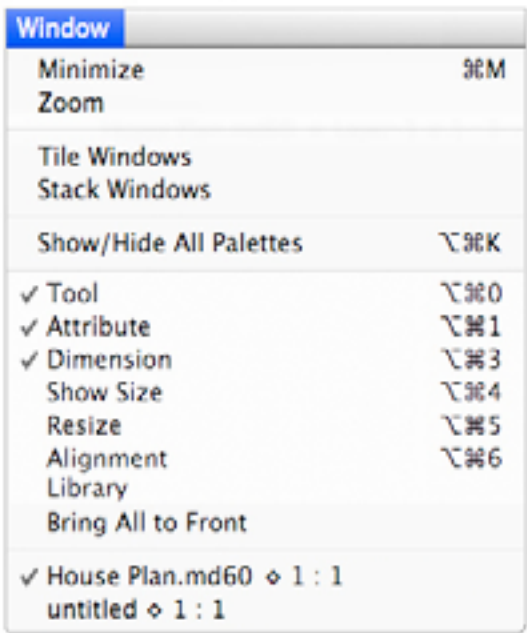 Window
Minimize ⌘M
Zoom
Tile Windows
Stack Windows
Show/Hide All Palettes ⌥⌘K
✓ Tool ⌥⌘0
✓ Attribute ⌥⌘1
✓ Dimension ⌥⌘3
Show Size ⌥⌘4
Resize ⌥⌘5
Alignment ⌥⌘6
Library
Bring All to Front
✓ House Plan.md60 ⋄ 1 : 1
untitled ⋄ 1 : 1